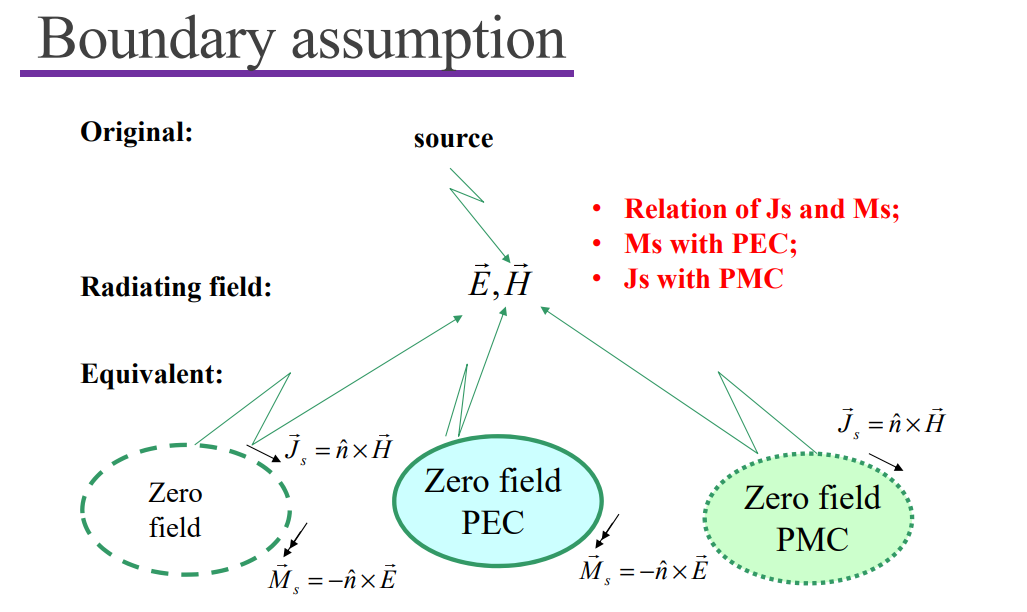 Boundary assumption
Original:
source
• Relation of Js and Ms;
• Ms with PEC;
• Js with PMC
Radiating field:
$\vec{E},\vec{H}$
Equivalent:
$\vec{J}_s = \hat{n} \times \vec{H}$
$\vec{J}_s = \hat{n} \times \vec{H}$
Zero
field
Zero field
PEC
Zero field
PMC
$\vec{M}_s = -\hat{n} \times \vec{E}$
$\vec{M}_s = -\hat{n} \times \vec{E}$